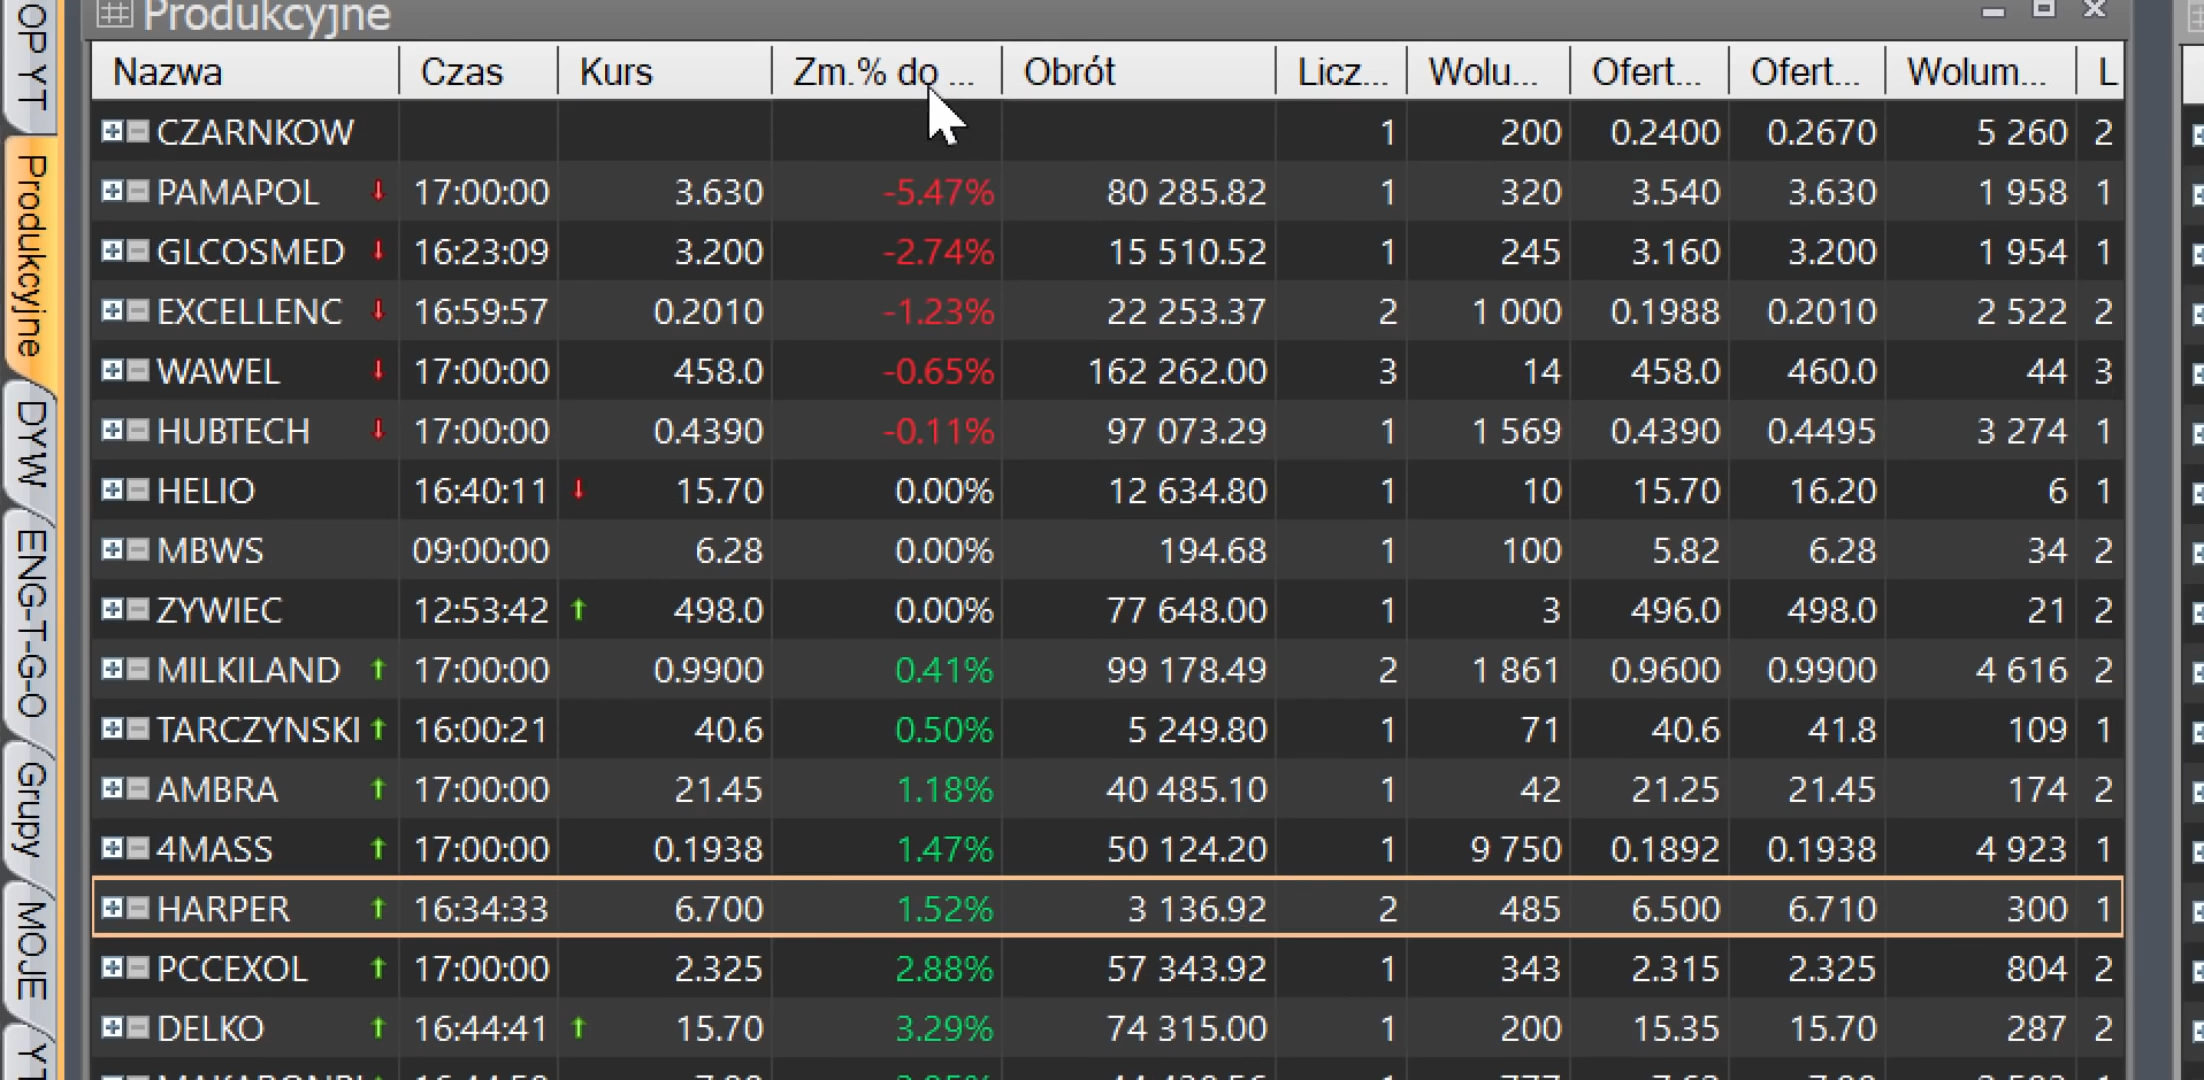 Produkcyjne
Nazwa Czas Kurs Zm.% do ... Obrót Licz... Wolu... Ofert... Ofert... Wolum... L
CZARNKOW 1 200 0.2400 0.2670 5 260 2
PAMAPOL 17:00:00 3.630 -5.47% 80 285.82 1 320 3.540 3.630 1 958 1
GLCOSMED 16:23:09 3.200 -2.74% 15 510.52 1 245 3.160 3.200 1 954 1
EXCELLENC 16:59:57 0.2010 -1.23% 22 253.37 2 1 000 0.1988 0.2010 2 522 2
WAWEL 17:00:00 458.0 -0.65% 162 262.00 3 14 458.0 460.0 44 3
HUBTECH 17:00:00 0.4390 -0.11% 97 073.29 1 1 569 0.4390 0.4495 3 274 1
HELIO 16:40:11 15.70 0.00% 12 634.80 1 10 15.70 16.20 6 1
MBWS 09:00:00 6.28 0.00% 194.68 1 100 5.82 6.28 34 2
ZYWIEC 12:53:42 498.0 0.00% 77 648.00 1 3 496.0 498.0 21 2
MILKILAND 17:00:00 0.9900 0.41% 99 178.49 2 1 861 0.9600 0.9900 4 616 2
TARCZYNSKI 16:00:21 40.6 0.50% 5 249.80 1 71 40.6 41.8 109 1
AMBRA 17:00:00 21.45 1.18% 40 485.10 1 42 21.25 21.45 174 2
4MASS 17:00:00 0.1938 1.47% 50 124.20 1 9 750 0.1892 0.1938 4 923 1
HARPER 16:34:33 6.700 1.52% 3 136.92 2 485 6.500 6.710 300 1
PCCEXOL 17:00:00 2.325 2.88% 57 343.92 1 343 2.315 2.325 804 2
DELKO 16:44:41 15.70 3.29% 74 315.00 1 200 15.35 15.70 287 2
OP YT
Produkcyjne
DYW
ENG-T-G-O
Grupy
MOJE